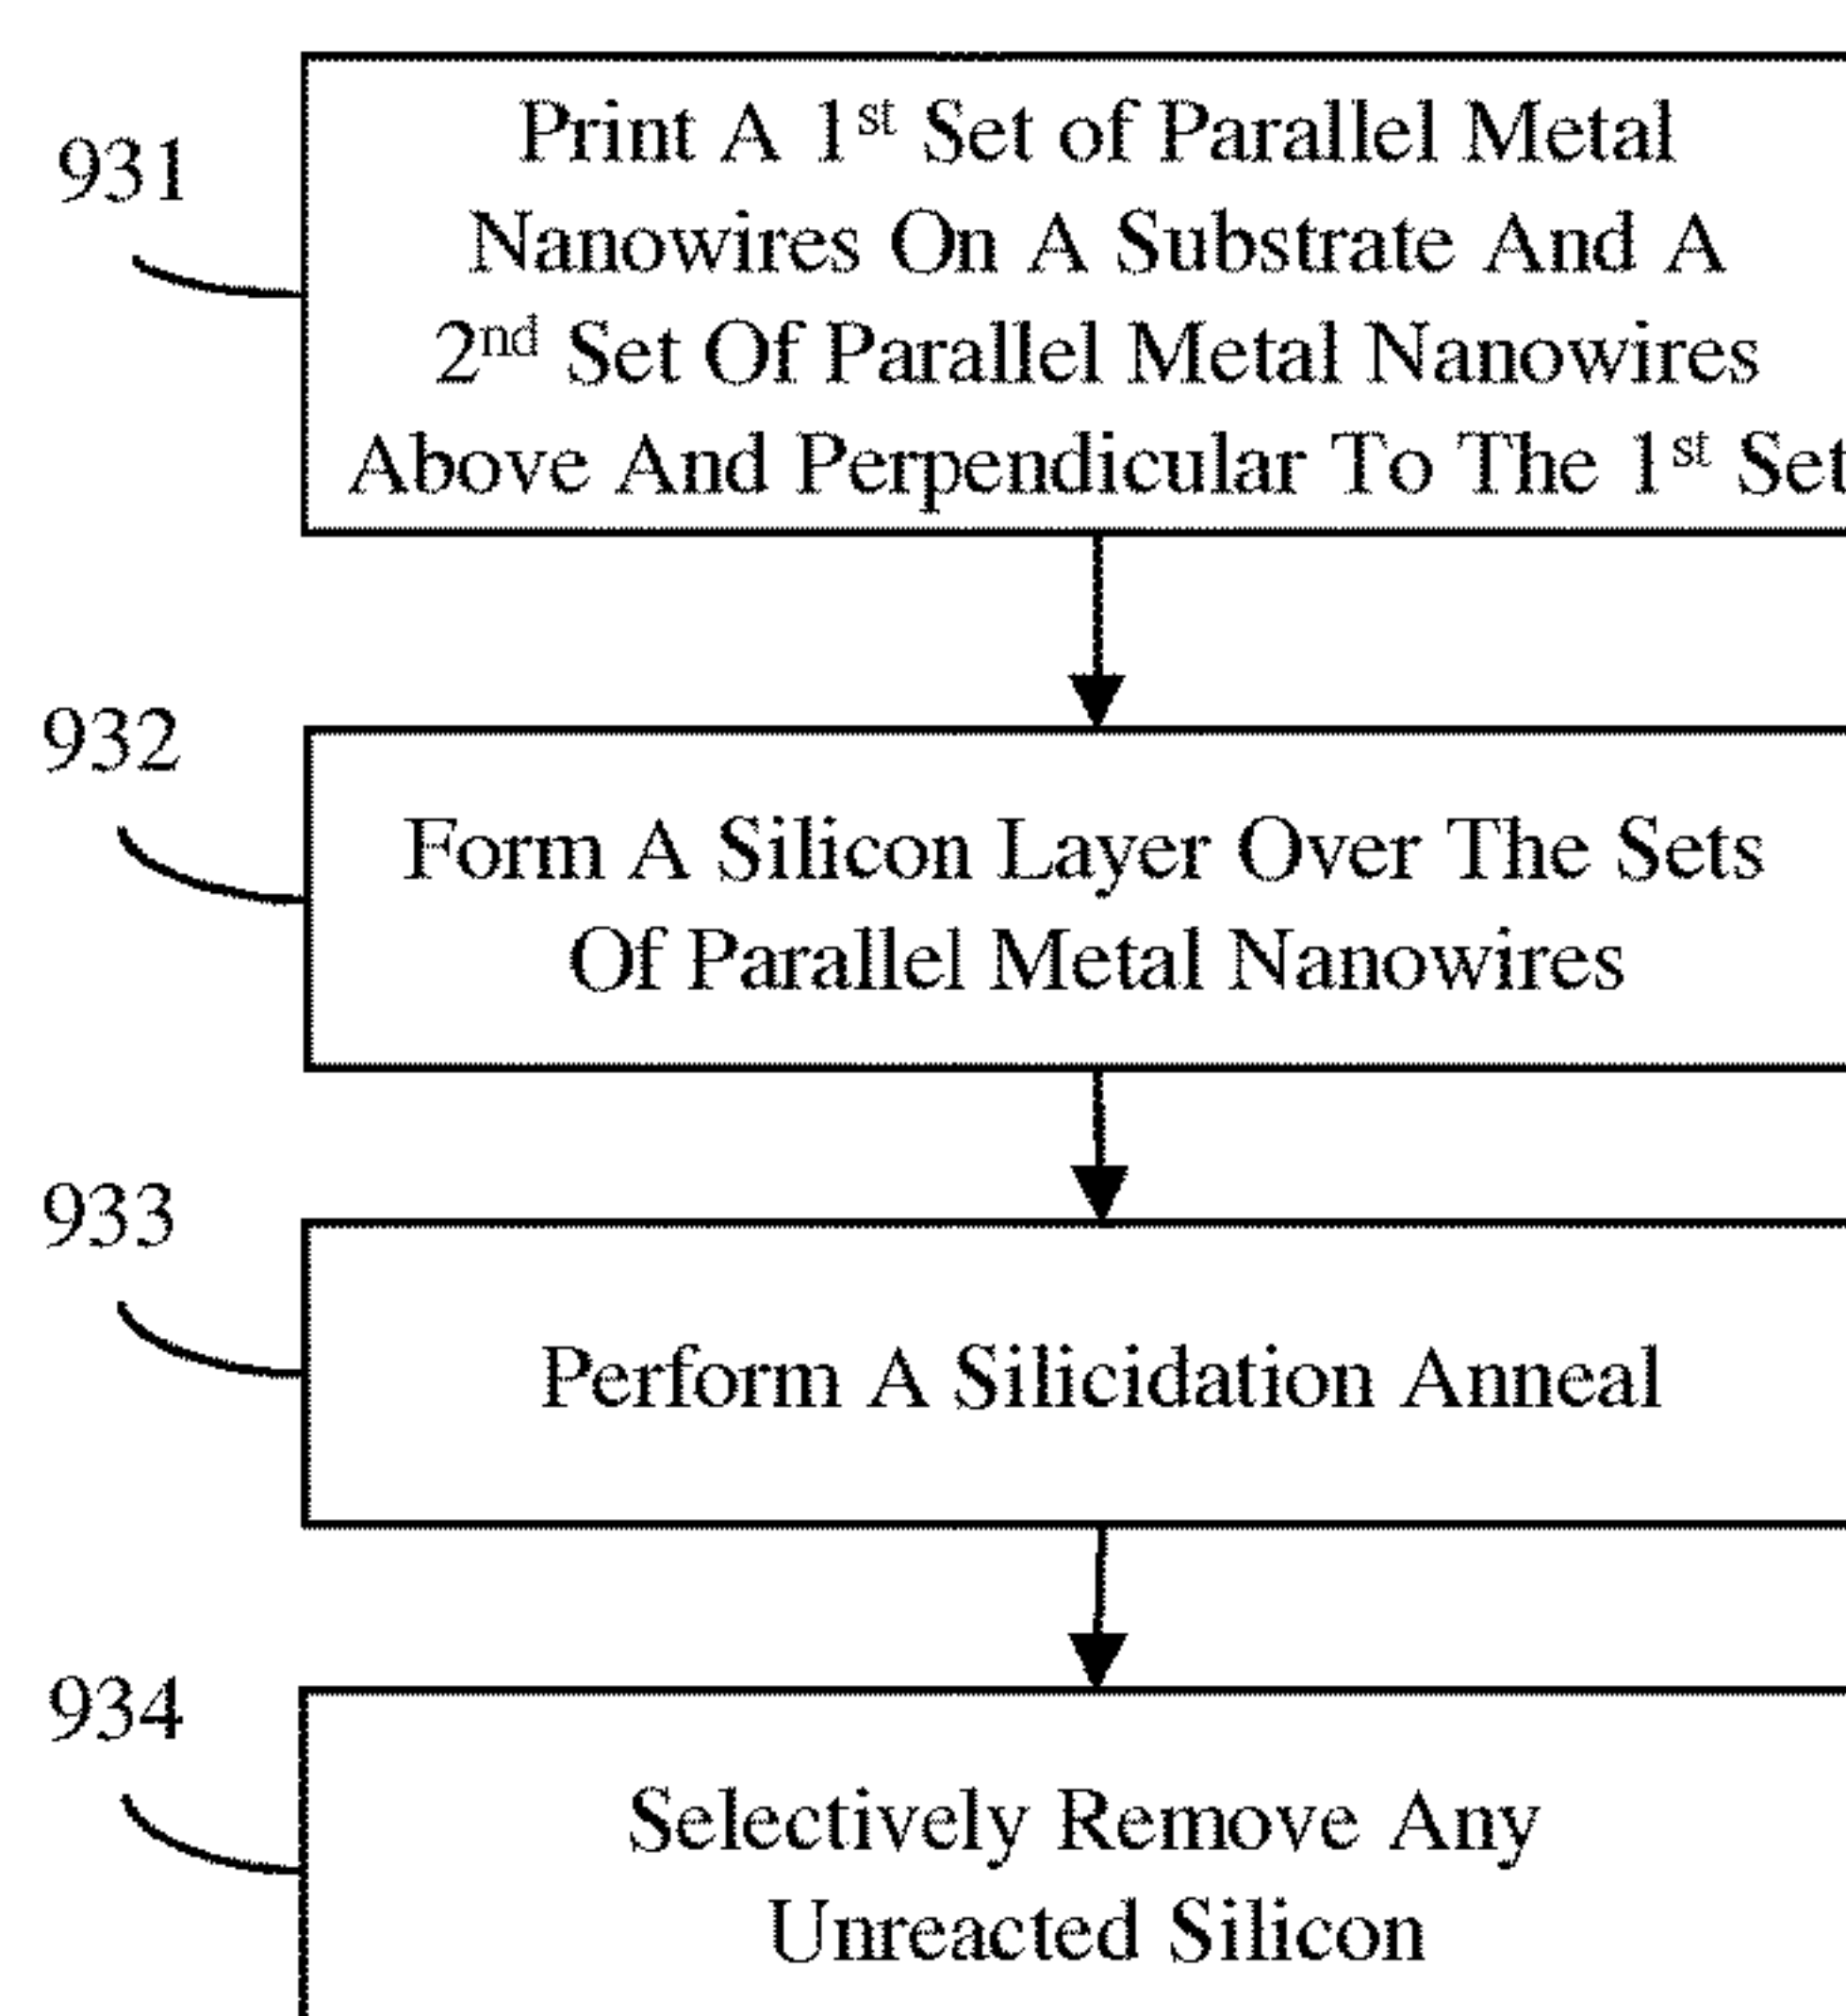 931
Print A 1st Set of Parallel Metal
Nanowires On A Substrate And A
2nd Set Of Parallel Metal Nanowires
Above And Perpendicular To The 1st Set
932
Form A Silicon Layer Over The Sets
Of Parallel Metal Nanowires
933
Perform A Silicidation Anneal
934
Selectively Remove Any
Unreacted Silicon